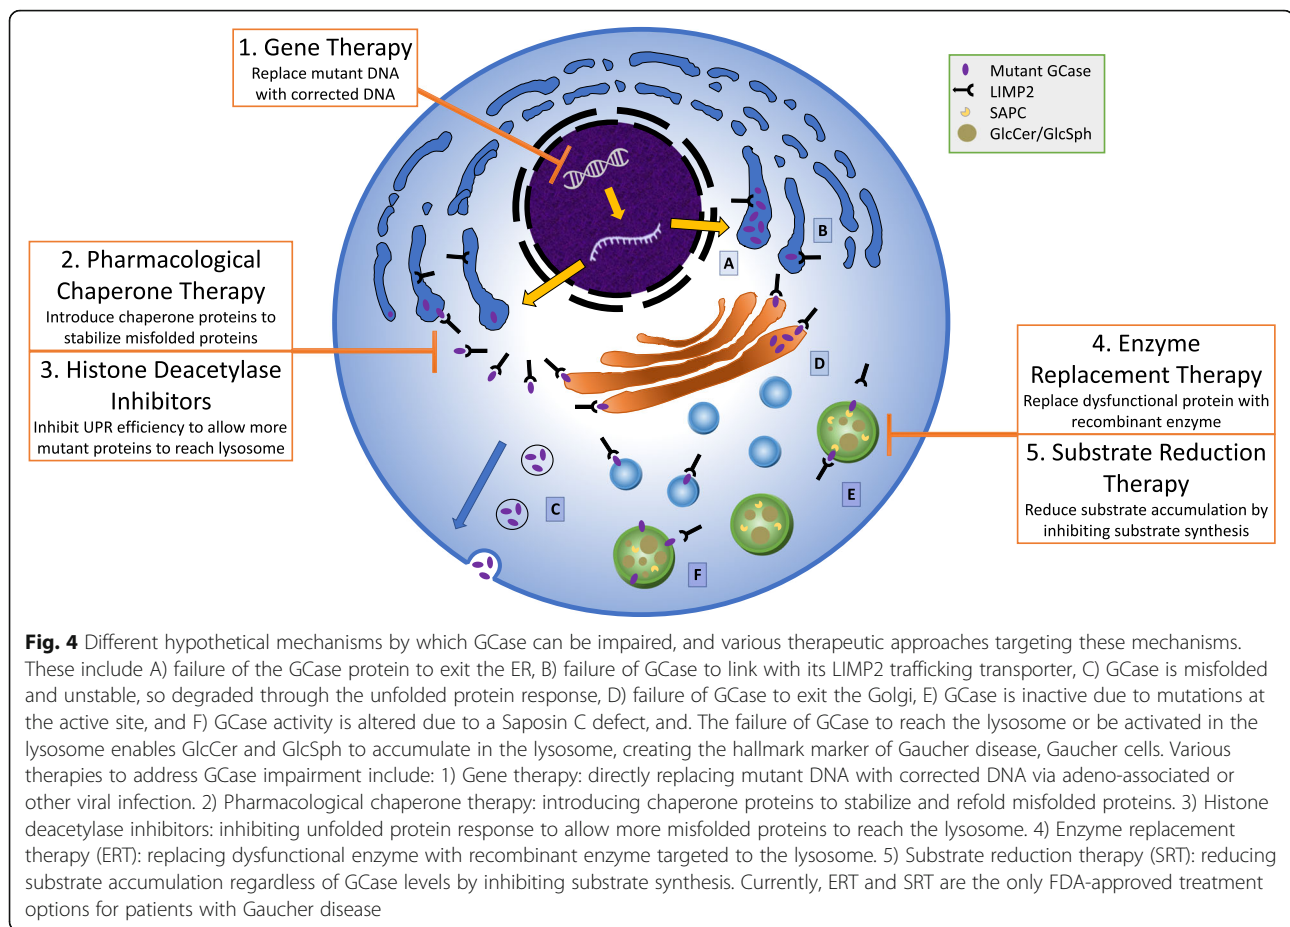 1. Gene Therapy
Replace mutant DNA
with corrected DNA
Mutant GCase
LIMP2
SAPC
GlcCer/GlcSph
2. Pharmacological
Chaperone Therapy
Introduce chaperone proteins to
stabilize misfolded proteins
3. Histone Deacetylase
Inhibitors
Inhibit UPR efficiency to allow more
mutant proteins to reach lysosome
A
B
C
D
E
F
4. Enzyme
Replacement Therapy
Replace dysfunctional protein with
recombinant enzyme
5. Substrate Reduction
Therapy
Reduce substrate accumulation by
inhibiting substrate synthesis
Fig. 4 Different hypothetical mechanisms by which GCase can be impaired, and various therapeutic approaches targeting these mechanisms.
These include A) failure of the GCase protein to exit the ER, B) failure of GCase to link with its LIMP2 trafficking transporter, C) GCase is misfolded
and unstable, so degraded through the unfolded protein response, D) failure of GCase to exit the Golgi, E) GCase is inactive due to mutations at
the active site, and F) GCase activity is altered due to a Saposin C defect, and. The failure of GCase to reach the lysosome or be activated in the
lysosome enables GlcCer and GlcSph to accumulate in the lysosome, creating the hallmark marker of Gaucher disease, Gaucher cells. Various
therapies to address GCase impairment include: 1) Gene therapy: directly replacing mutant DNA with corrected DNA via adeno-associated or
other viral infection. 2) Pharmacological chaperone therapy: introducing chaperone proteins to stabilize and refold misfolded proteins. 3) Histone
deacetylase inhibitors: inhibiting unfolded protein response to allow more misfolded proteins to reach the lysosome. 4) Enzyme replacement
therapy (ERT): replacing dysfunctional enzyme with recombinant enzyme targeted to the lysosome. 5) Substrate reduction therapy (SRT): reducing
substrate accumulation regardless of GCase levels by inhibiting substrate synthesis. Currently, ERT and SRT are the only FDA-approved treatment
options for patients with Gaucher disease